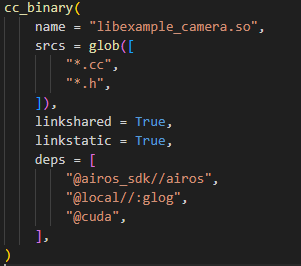 cc_binary(
    name = "libexample_camera.so",
    srcs = glob([
        "*.cc",
        "*.h",
    ]),
    linkshared = True,
    linkstatic = True,
    deps = [
        "@airos_sdk//airos",
        "@local//:glog",
        "@cuda",
    ],
)